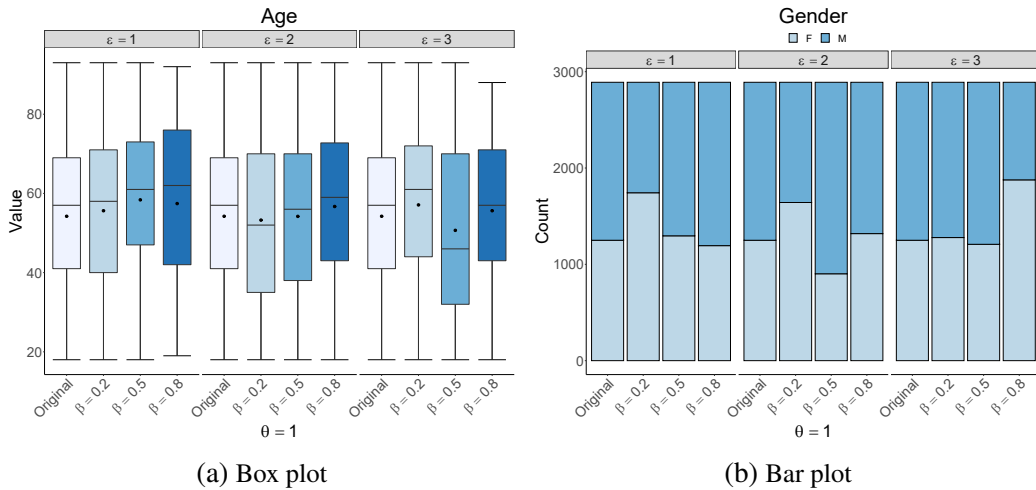 Age
ε = 1 ε = 2 ε = 3
Value
80
60
40
20
Original β = 0.2 β = 0.5 β = 0.8 Original β = 0.2 β = 0.5 β = 0.8 Original β = 0.2 β = 0.5 β = 0.8
θ = 1
(a) Box plot
Gender
F M
ε = 1 ε = 2 ε = 3
Count
3000
2000
1000
0
Original β = 0.2 β = 0.5 β = 0.8 Original β = 0.2 β = 0.5 β = 0.8 Original β = 0.2 β = 0.5 β = 0.8
θ = 1
(b) Bar plot